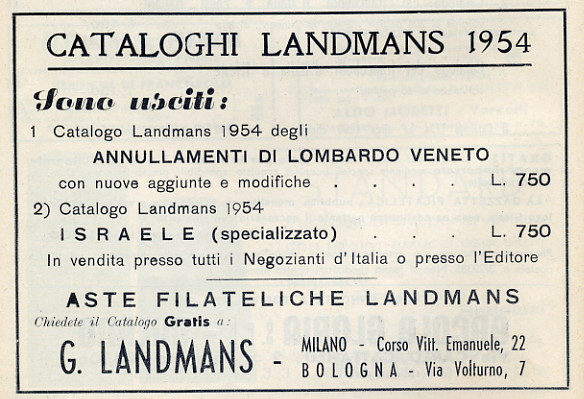 CATALOGHI LANDMANS 1954
Sono usciti:
1 Catalogo Landmans 1954 degli
ANNULLAMENTI DI LOMBARDO VENETO
con nuove aggiunte e modifiche . . . L. 750
2) Catalogo Landmans 1954
ISRAELE (specializzato) . . L. 750
In vendita presso tutti i Negozianti d'Italia o presso l'Editore
ASTE FILATELICHE LANDMANS
Chiedete il Catalogo Gratis a:
G. LANDMANS - MILANO - Corso Vitt. Emanuele, 22
BOLOGNA - Via Volturno, 7